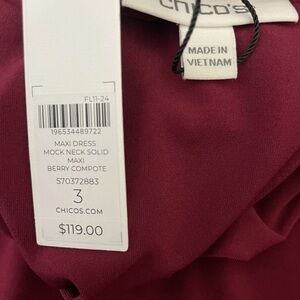 chico's
MADE IN
VIETNAM
FL11-24
196534489722
MAXI DRESS
MOCK NECK SOLID
MAXI
BERRY COMPOTE
570372883
3
CHICOS.COM
$119.00